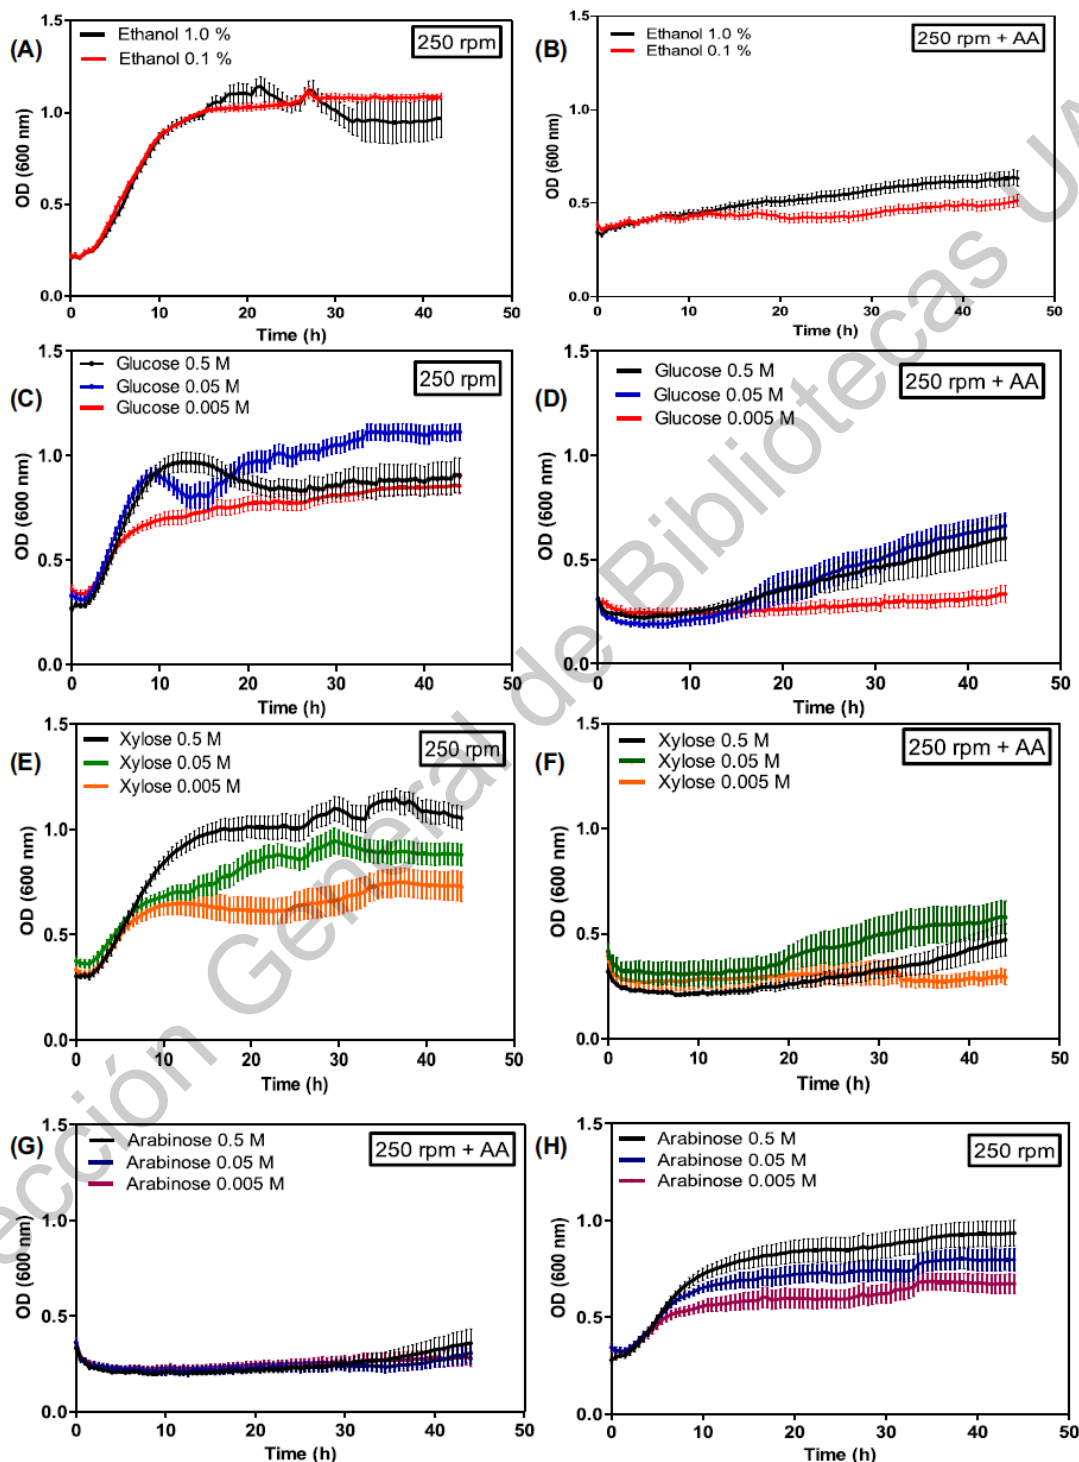 (A)
Ethanol 1.0 %
Ethanol 0.1 %
250 rpm
1.5
1.0
0.5
0.0
OD (600 nm)
0 10 20 30 40 50
Time (h)
(B)
Ethanol 1.0 %
Ethanol 0.1 %
250 rpm + AA
1.5
1.0
0.5
0.0
OD (600 nm)
0 10 20 30 40 50
Time (h)
(C)
Glucose 0.5 M
Glucose 0.05 M
Glucose 0.005 M
250 rpm
1.5
1.0
0.5
0.0
OD (600 nm)
0 10 20 30 40 50
Time (h)
(D)
Glucose 0.5 M
Glucose 0.05 M
Glucose 0.005 M
250 rpm + AA
1.5
1.0
0.5
0.0
OD (600 nm)
0 10 20 30 40 50
Time (h)
(E)
Xylose 0.5 M
Xylose 0.05 M
Xylose 0.005 M
250 rpm
1.5
1.0
0.5
0.0
OD (600 nm)
0 10 20 30 40 50
Time (h)
(F)
Xylose 0.5 M
Xylose 0.05 M
Xylose 0.005 M
250 rpm + AA
1.5
1.0
0.5
0.0
OD (600 nm)
0 10 20 30 40 50
Time (h)
(G)
Arabinose 0.5 M
Arabinose 0.05 M
Arabinose 0.005 M
250 rpm + AA
1.5
1.0
0.5
0.0
OD (600 nm)
0 10 20 30 40 50
Time (h)
(H)
Arabinose 0.5 M
Arabinose 0.05 M
Arabinose 0.005 M
250 rpm
1.5
1.0
0.5
0.0
OD (600 nm)
0 10 20 30 40 50
Time (h)
ección General de Bibliotecas UA